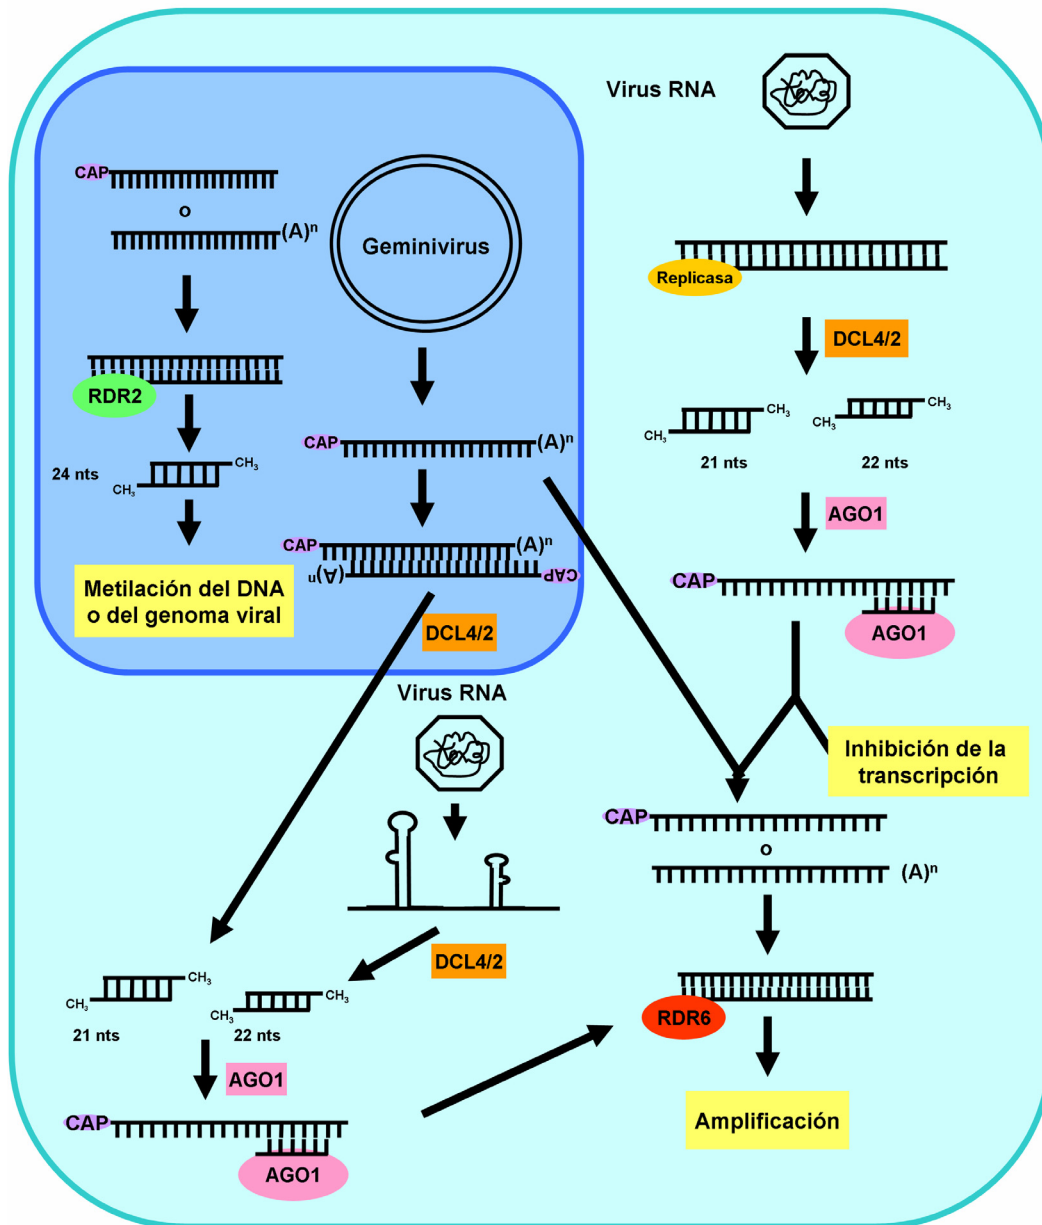 Virus RNA
CAP
o
(A)ⁿ
Geminivirus
RDR2
24 nts
CH₃
CH₃
Metilación del DNA
o del genoma viral
CAP
(A)ⁿ
CAP
(A)ⁿ
(A)ⁿ
CAP
DCL4/2
Replicasa
DCL4/2
CH₃
CH₃
21 nts
CH₃
CH₃
22 nts
AGO1
CAP
AGO1
Inhibición de la
transcripción
Virus RNA
DCL4/2
CH₃
CH₃
21 nts
CH₃
CH₃
22 nts
AGO1
CAP
AGO1
CAP
o
(A)ⁿ
RDR6
Amplificación